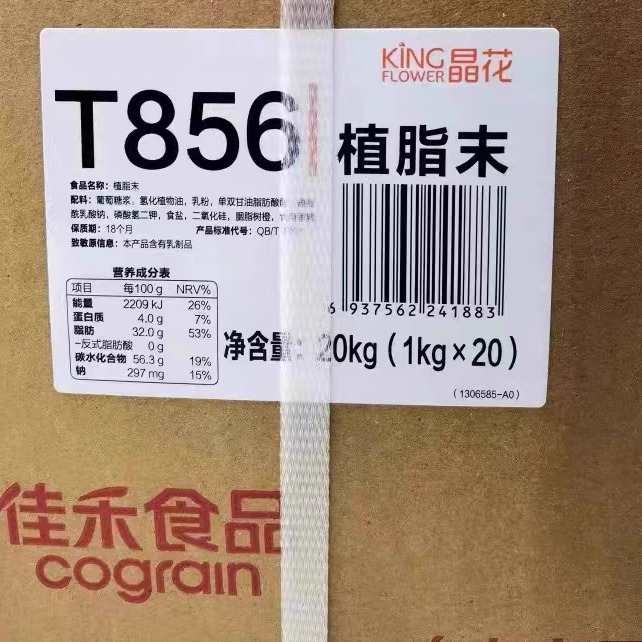 KING
FLOWER 晶花
T856
植脂末
食品名称：植脂末
配料：葡萄糖浆，氢化植物油，乳粉，单双甘油脂肪酸酯
酰乳酸钠，磷酸氢二钾，食盐，二氧化硅，胭脂树橙，
保质期：18个月 产品标准代号：QB/T
致敏原信息：本产品含有乳制品
营养成分表
项目 每100 g NRV%
能量 2209 kJ 26%
蛋白质 4.0 g 7%
脂肪 32.0 g 53%
-反式脂肪酸 0 g
碳水化合物 56.3 g 19%
钠 297 mg 15%
6 937562 241883
净含量：20kg（1kg×20）
（1306585-A0）
佳禾食品
cograin